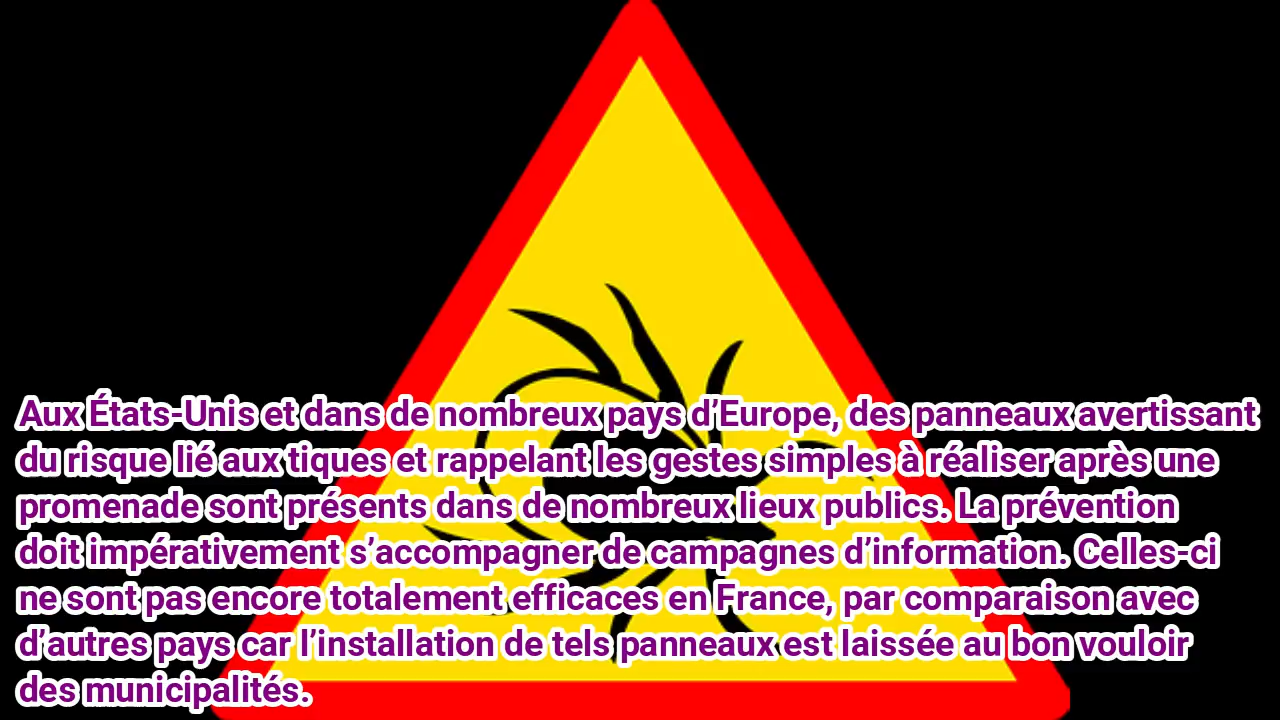 Aux États-Unis et dans de nombreux pays d’Europe, des panneaux avertissant
du risque lié aux tiques et rappelant les gestes simples à réaliser après une
promenade sont présents dans de nombreux lieux publics. La prévention
doit impérativement s’accompagner de campagnes d’information. Celles-ci
ne sont pas encore totalement efficaces en France, par comparaison avec
d’autres pays car l’installation de tels panneaux est laissée au bon vouloir
des municipalités.